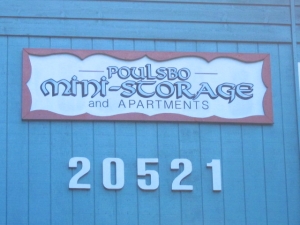 POULSBO
MINI-STORAGE
and APARTMENTS
20521